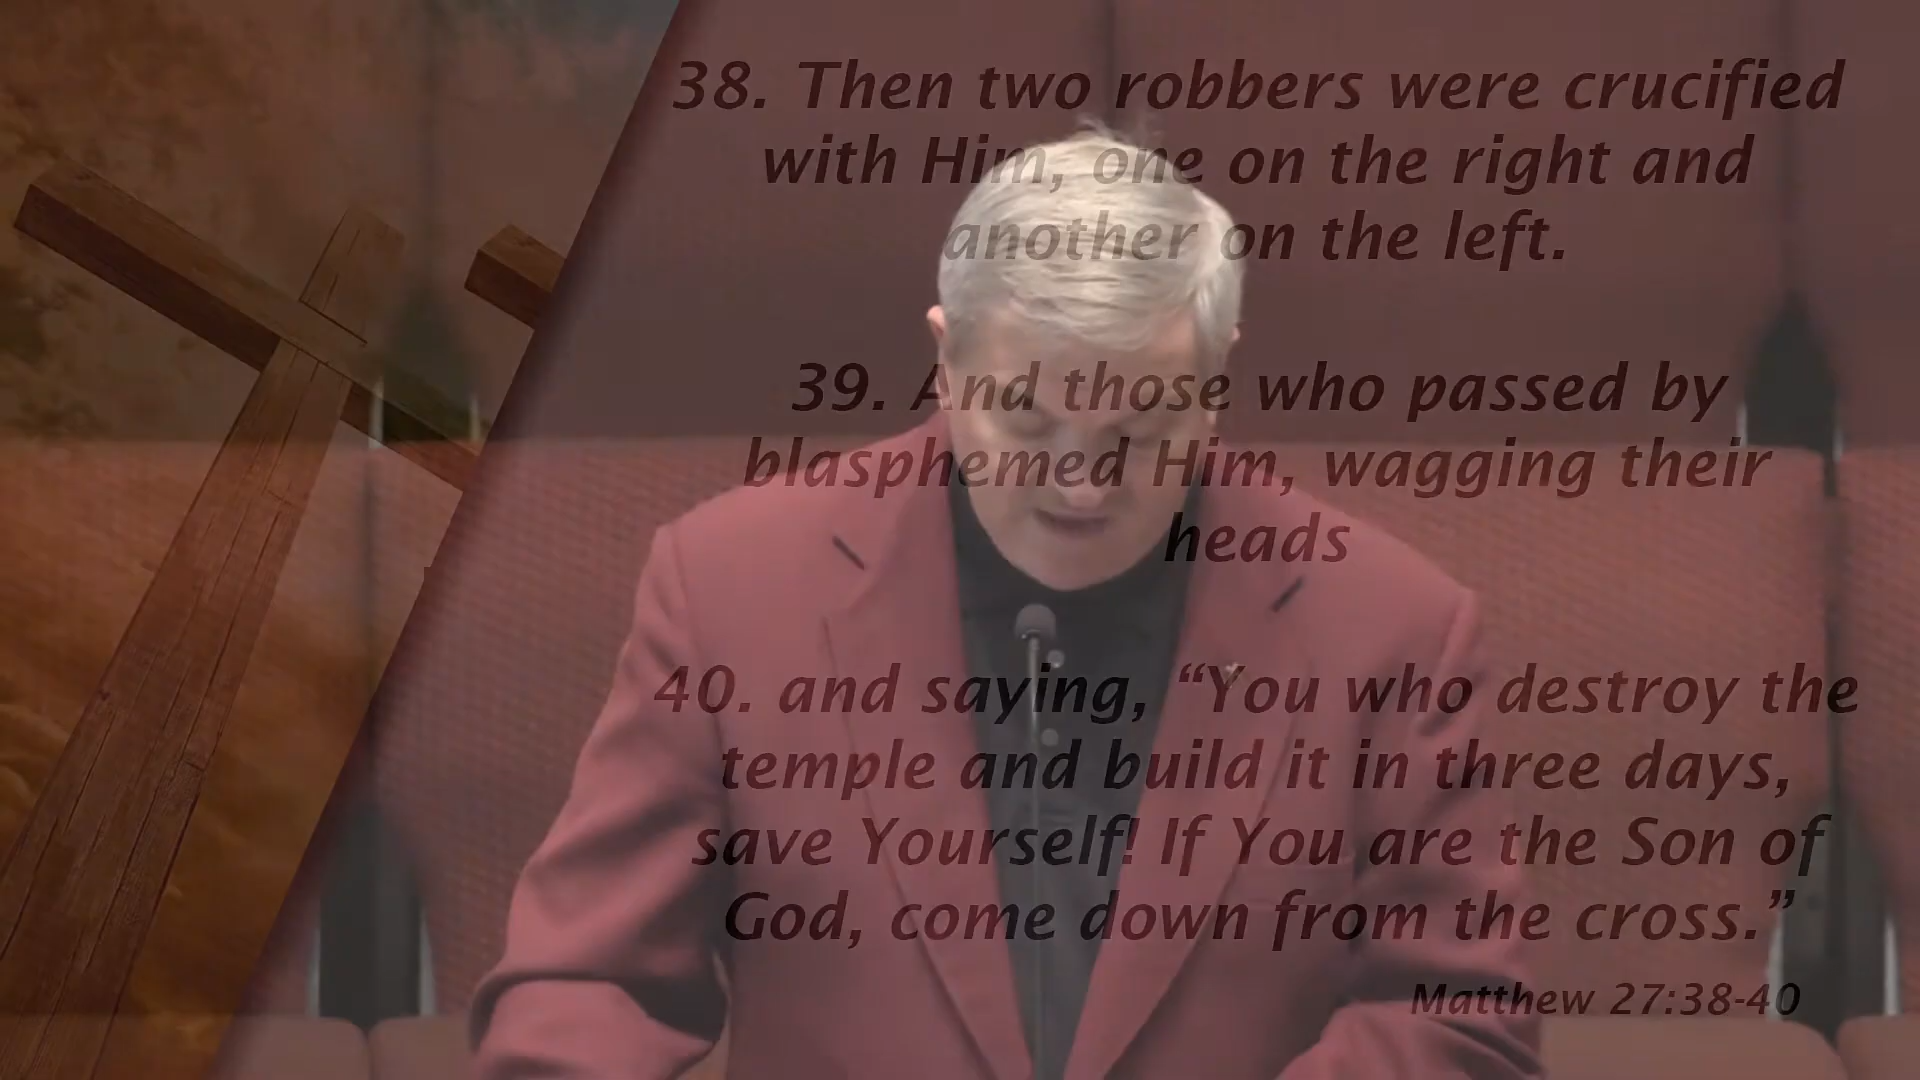 38. Then two robbers were crucified
with Him, one on the right and
another on the left.
39. And those who passed by
blasphemed Him, wagging their
heads
40. and saying, “You who destroy the
temple and build it in three days,
save Yourself! If You are the Son of
God, come down from the cross.”
Matthew 27:38-40